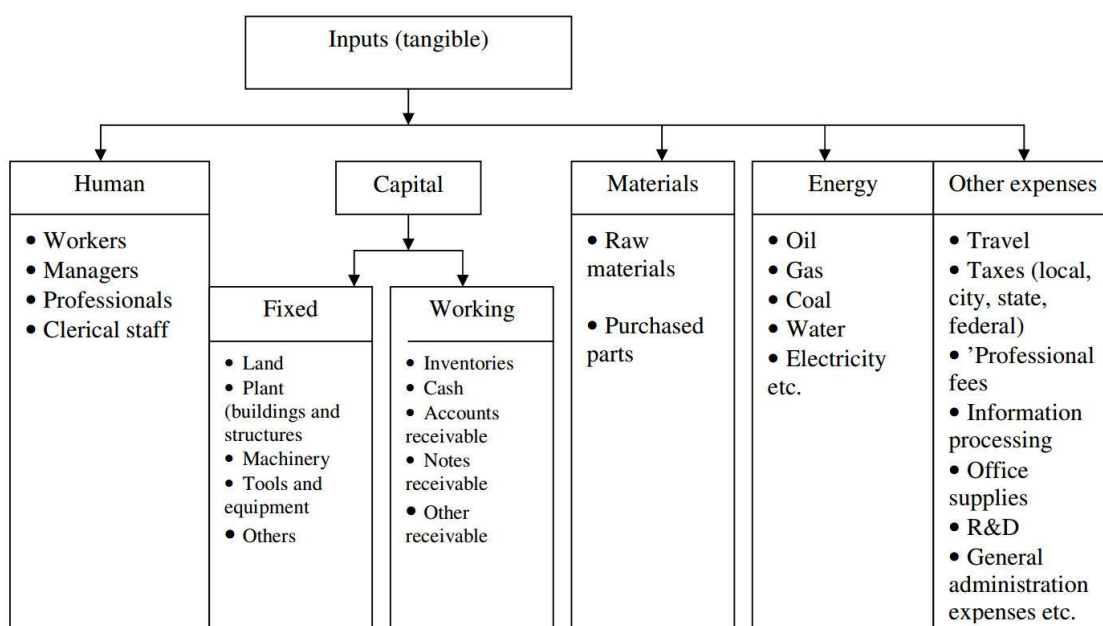 Inputs (tangible)
Human
• Workers
• Managers
• Professionals
• Clerical staff
Capital
Fixed
• Land
• Plant
(buildings and
structures
• Machinery
• Tools and
equipment
• Others
Working
• Inventories
• Cash
• Accounts
receivable
• Notes
receivable
• Other
receivable
Materials
• Raw
materials
• Purchased
parts
Energy
• Oil
• Gas
• Coal
• Water
• Electricity
etc.
Other expenses
• Travel
• Taxes (local,
city, state,
federal)
• ’Professional
fees
• Information
processing
• Office
supplies
• R&D
• General
administration
expenses etc.